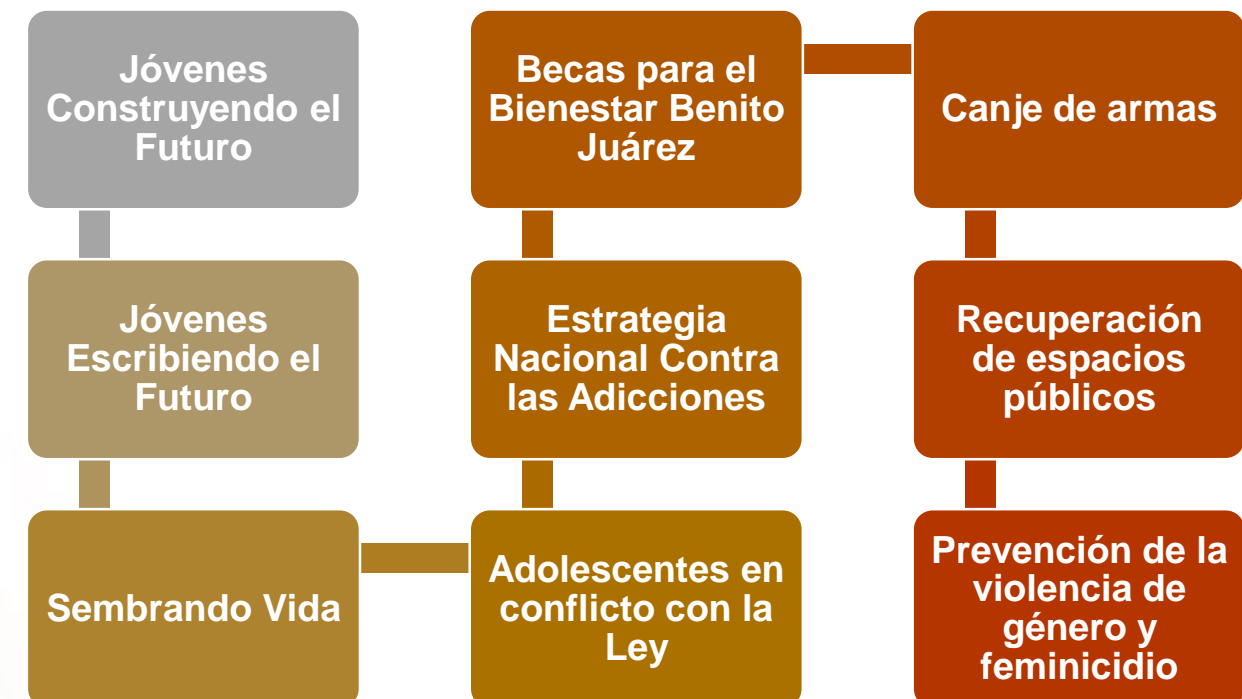 Jóvenes
Construyendo el
Futuro
Jóvenes
Escribiendo el
Futuro
Sembrando Vida
Adolescentes en
conflicto con la
Ley
Estrategia
Nacional Contra
las Adicciones
Becas para el
Bienestar Benito
Juárez
Canje de armas
Recuperación
de espacios
públicos
Prevención de la
violencia de
género y
feminicidio